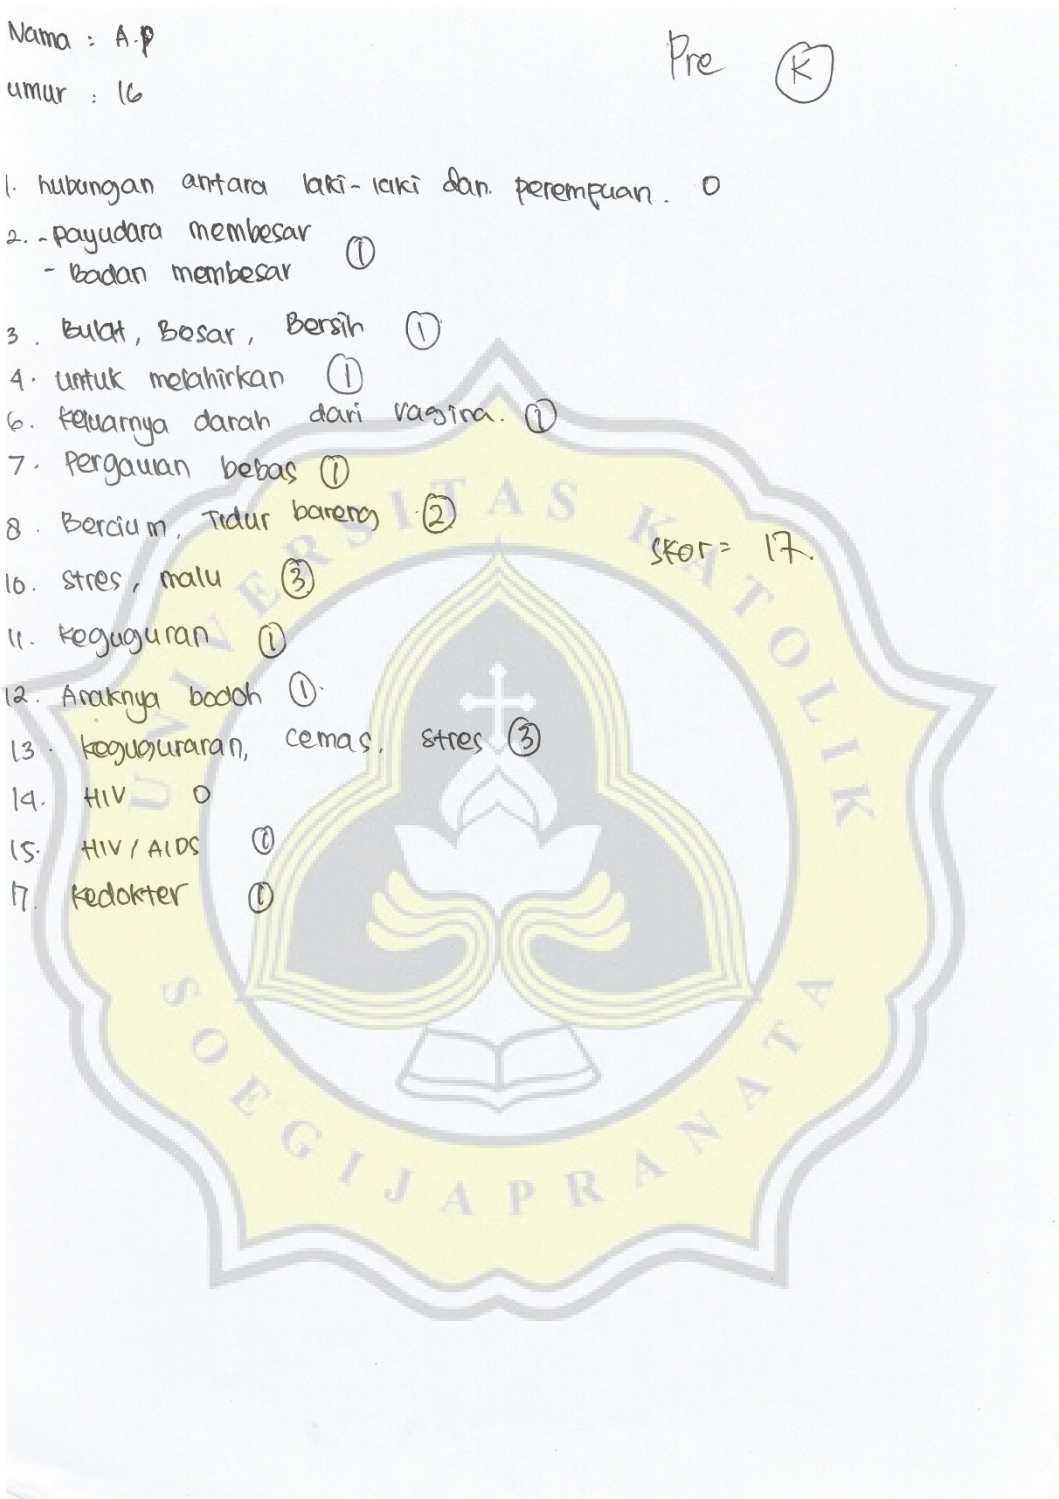 Nama : A.P
Pre K
umur : 16
1. hubungan antara laki-laki dan perempuan. 0
2. - payudara membesar
- Badan membesar 1
3. Bulat, Besar, Bersih 1
4. untuk melahirkan 1
6. keluarnya darah dari vagina. 1
7. Pergaulan bebas 1
8. Bercium, Tidur bareng 2
skor = 17.
10. stres, malu 3
11. keguguran 1
12. Anaknya bodoh 1
13. keguguraran, cemas, stres 3
14. HIV 0
15. HIV / AIDS 1
17. kedokter 1
UNIVERSITAS KATOLIK
SOEGIJAPRANATA